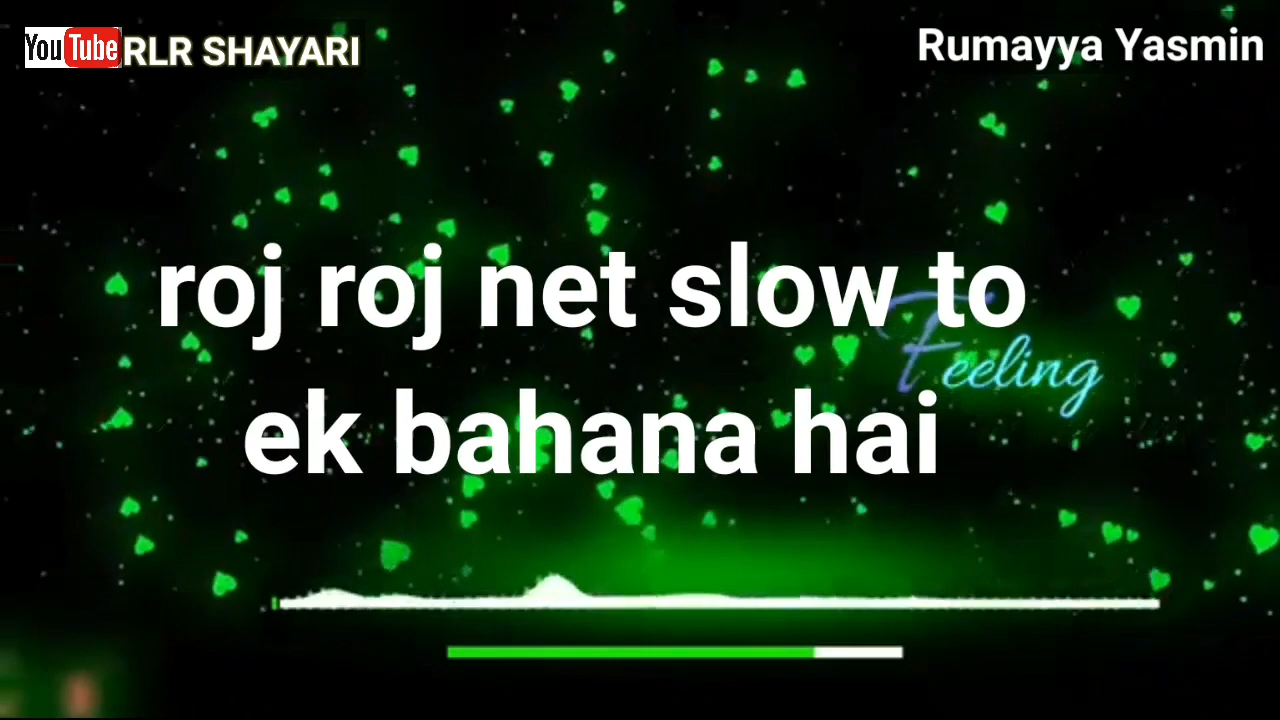 YouTube RLR SHAYARI
Rumayya Yasmin
roj roj net slow to
Feeling
ek bahana hai